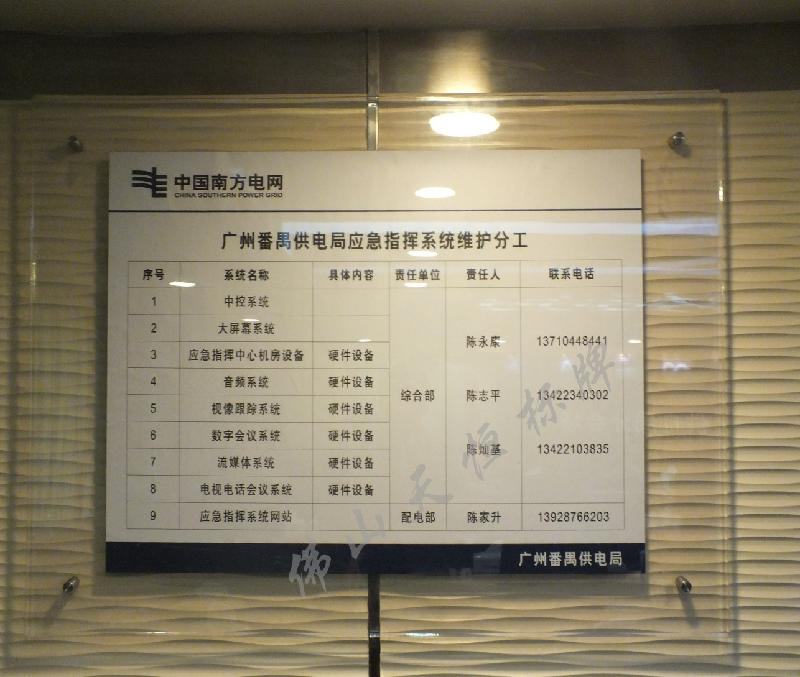 中国南方电网
CHINA SOUTHERN POWER GRID
广州番禺供电局应急指挥系统维护分工
序号 系统名称 具体内容 责任单位 责任人 联系电话
1 中控系统
2 大屏幕系统
陈永康 13710448441
3 应急指挥中心机房设备 硬件设备
4 音频系统 硬件设备
综合部 陈志平 13422340302
5 视像跟踪系统 硬件设备
6 数字会议系统 硬件设备
陈灿基 13422103835
7 流媒体系统 硬件设备
8 电视电话会议系统 硬件设备
9 应急指挥系统网站 配电部 陈家升 13928766203
广州番禺供电局
佛山天恒标牌